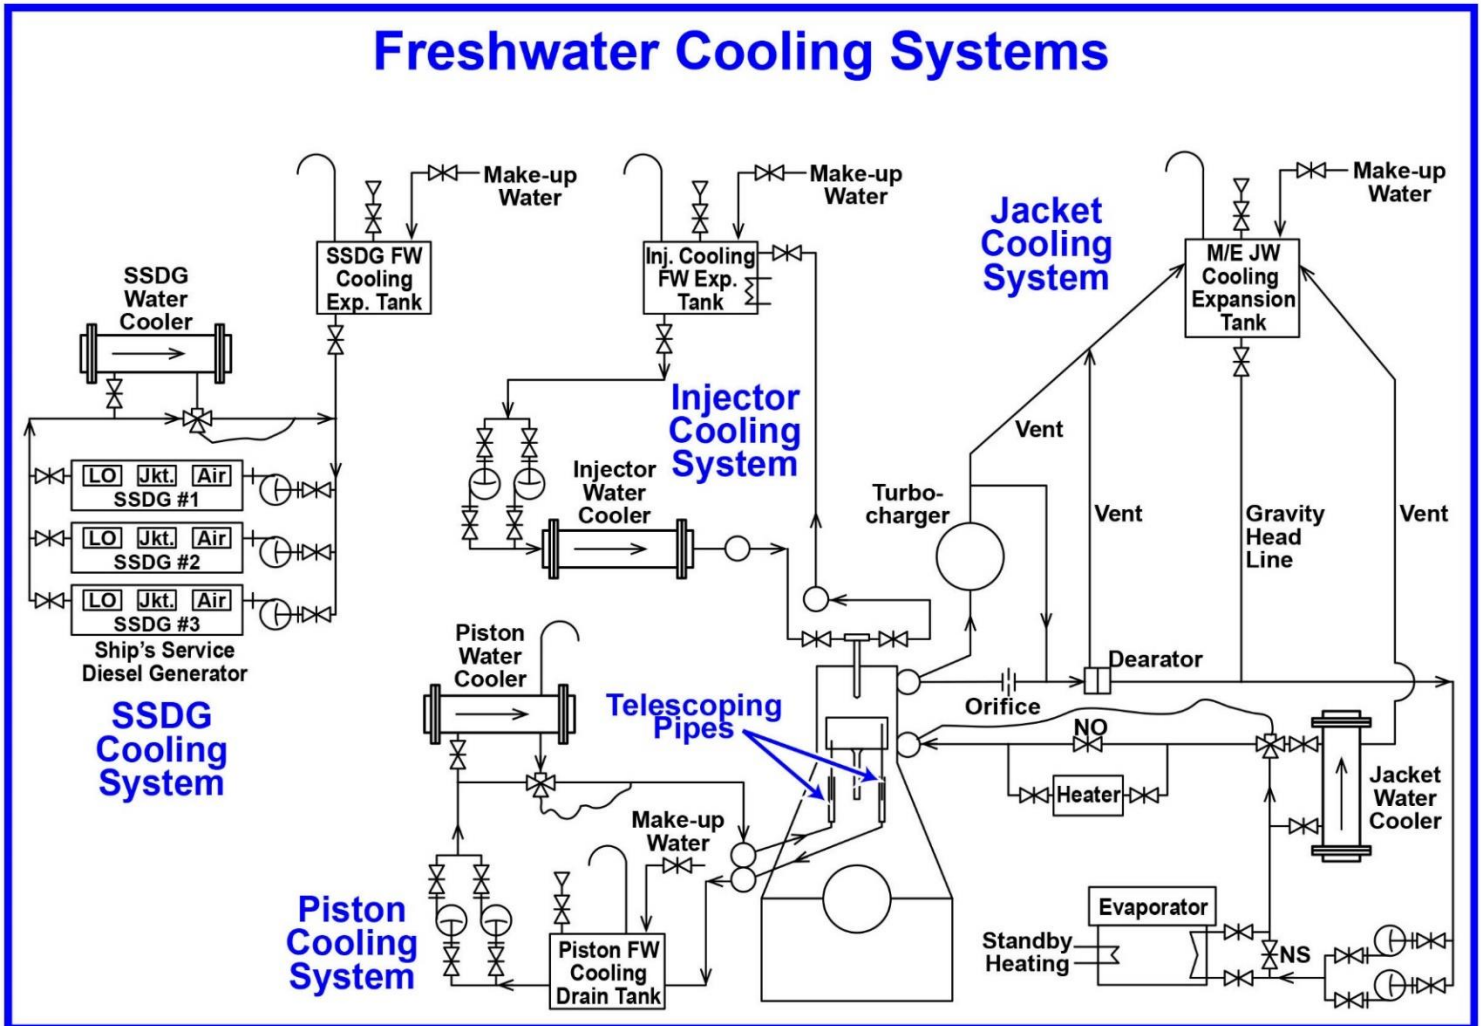 Freshwater Cooling Systems
Make-up
Water
SSDG FW
Cooling
Exp. Tank
SSDG
Water
Cooler
LO Jkt. Air
SSDG #1
LO Jkt. Air
SSDG #2
LO Jkt. Air
SSDG #3
Ship's Service
Diesel Generator
SSDG
Cooling
System
Make-up
Water
Inj. Cooling
FW Exp.
Tank
Injector
Cooling
System
Injector
Water
Cooler
Jacket
Cooling
System
Make-up
Water
M/E JW
Cooling
Expansion
Tank
Vent
Turbo-
charger
Vent
Gravity
Head
Line
Vent
Piston
Water
Cooler
Telescoping
Pipes
Dearator
Orifice
NO
Heater
Jacket
Water
Cooler
Make-up
Water
Piston
Cooling
System
Piston FW
Cooling
Drain Tank
Evaporator
Standby
Heating
NS